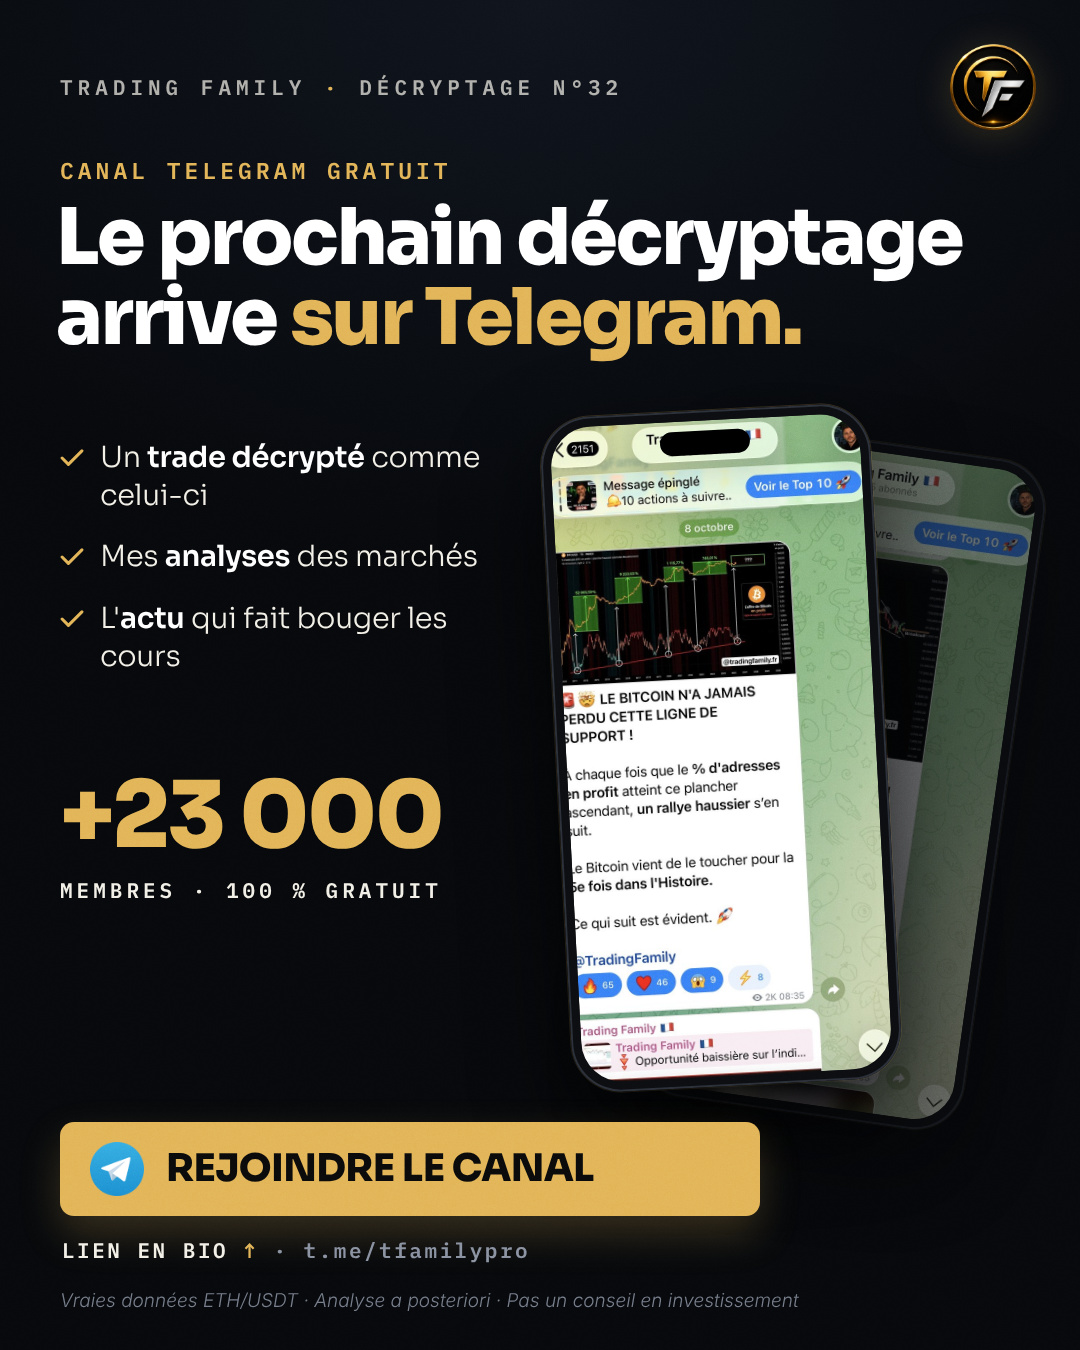 TRADING FAMILY · DÉCRYPTAGE N°32
TF
CANAL TELEGRAM GRATUIT
Le prochain décryptage
arrive sur Telegram.
Un trade décrypté comme
celui-ci
Mes analyses des marchés
L'actu qui fait bouger les
cours
+23 000
MEMBRES · 100 % GRATUIT
2151
Message épinglé
10 actions à suivre..
Voir le Top 10 🚀
8 octobre
@tradingfamily.fr
🚨🤯 LE BITCOIN N'A JAMAIS
PERDU CETTE LIGNE DE
SUPPORT !
À chaque fois que le % d'adresses
en profit atteint ce plancher
ascendant, un rallye haussier s'en
suit.
Le Bitcoin vient de le toucher pour la
5e fois dans l'Histoire.
Ce qui suit est évident. 🚀
@TradingFamily
🔥 65 ❤️ 46 😱 9 ⚡ 8
2K 08:35
Trading Family 🇫🇷
Trading Family 🇫🇷
Opportunité baissière sur l'indi...
Family 🇫🇷
abonnés
Voir le Top 10 🚀
REJOINDRE LE CANAL
LIEN EN BIO ↑ · t.me/tfamilypro
Vraies données ETH/USDT · Analyse a posteriori · Pas un conseil en investissement